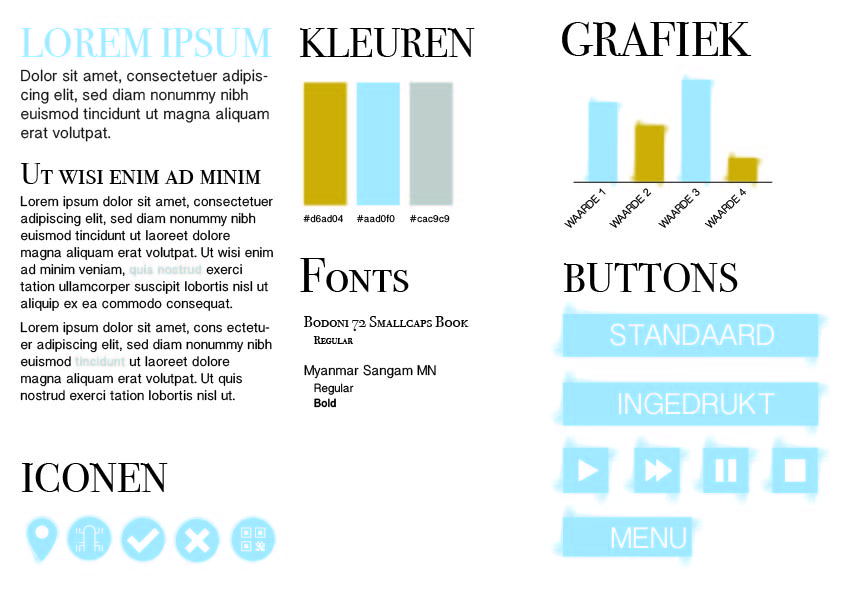 LOREM IPSUM
Dolor sit amet, consectetuer adipis-
cing elit, sed diam nonummy nibh
euismod tincidunt ut magna aliquam
erat volutpat.
Ut wisi enim ad minim
Lorem ipsum dolor sit amet, consectetuer
adipiscing elit, sed diam nonummy nibh
euismod tincidunt ut laoreet dolore
magna aliquam erat volutpat. Ut wisi enim
ad minim veniam, quis nostrud exerci
tation ullamcorper suscipit lobortis nisl ut
aliquip ex ea commodo consequat.
Lorem ipsum dolor sit amet, cons ectetu-
er adipiscing elit, sed diam nonummy nibh
euismod tincidunt ut laoreet dolore
magna aliquam erat volutpat. Ut quis
nostrud exerci tation lobortis nisl ut.
ICONEN
KLEUREN
#d6ad04 #aad0f0 #cac9c9
Fonts
Bodoni 72 Smallcaps Book
Regular
Myanmar Sangam MN
Regular
Bold
GRAFIEK
WAARDE 1
WAARDE 2
WAARDE 3
WAARDE 4
BUTTONS
STANDAARD
INGEDRUKT
MENU